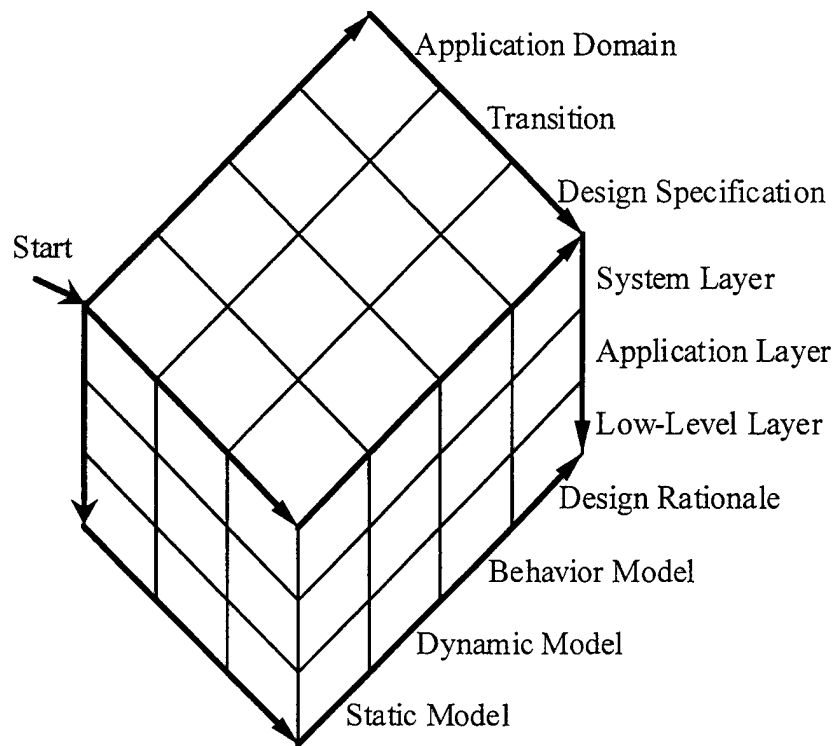 Application Domain
Transition
Design Specification
Start
System Layer
Application Layer
Low-Level Layer
Design Rationale
Behavior Model
Dynamic Model
Static Model